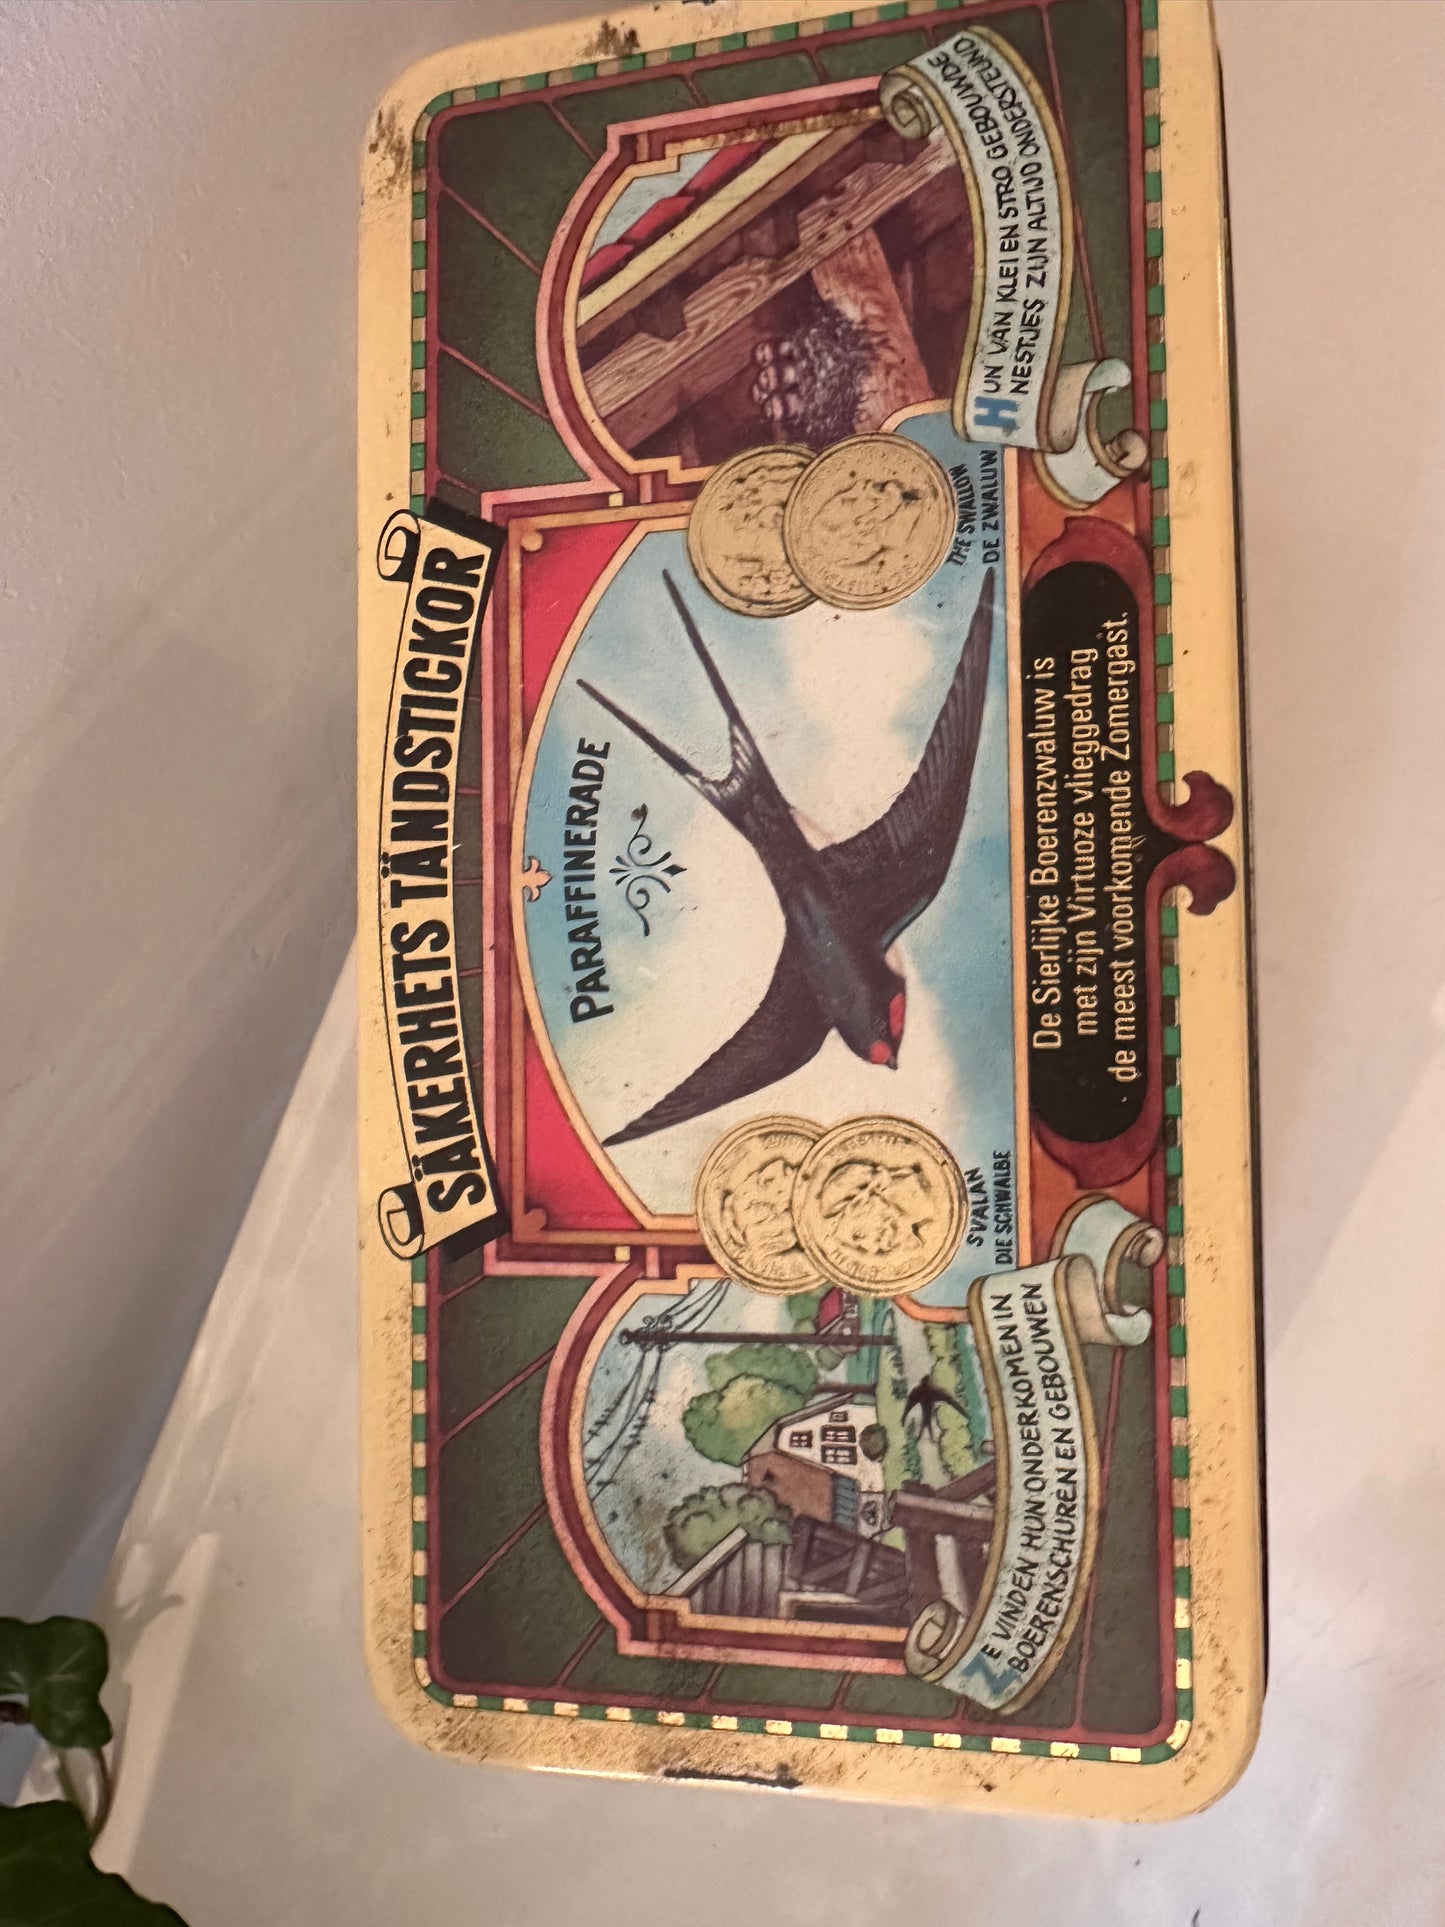 SÄKERHETS TÄNDSTICKOR
PARAFFINERADE
SVALAN
DIE SCHWALBE
THE SWALLOW
DE ZWALUW
ZE VINDEN HUN ONDERKOMEN IN
BOERENSCHUREN EN GEBOUWEN
De Sierlijke Boerenzwaluw is
met zijn Virtuoze vlieggedrag
de meest voorkomende Zomergast.
HUN VAN KLEI EN STRO GEBOUWDE
NESTJES ZIJN ALTIJD ONDERSTEUND